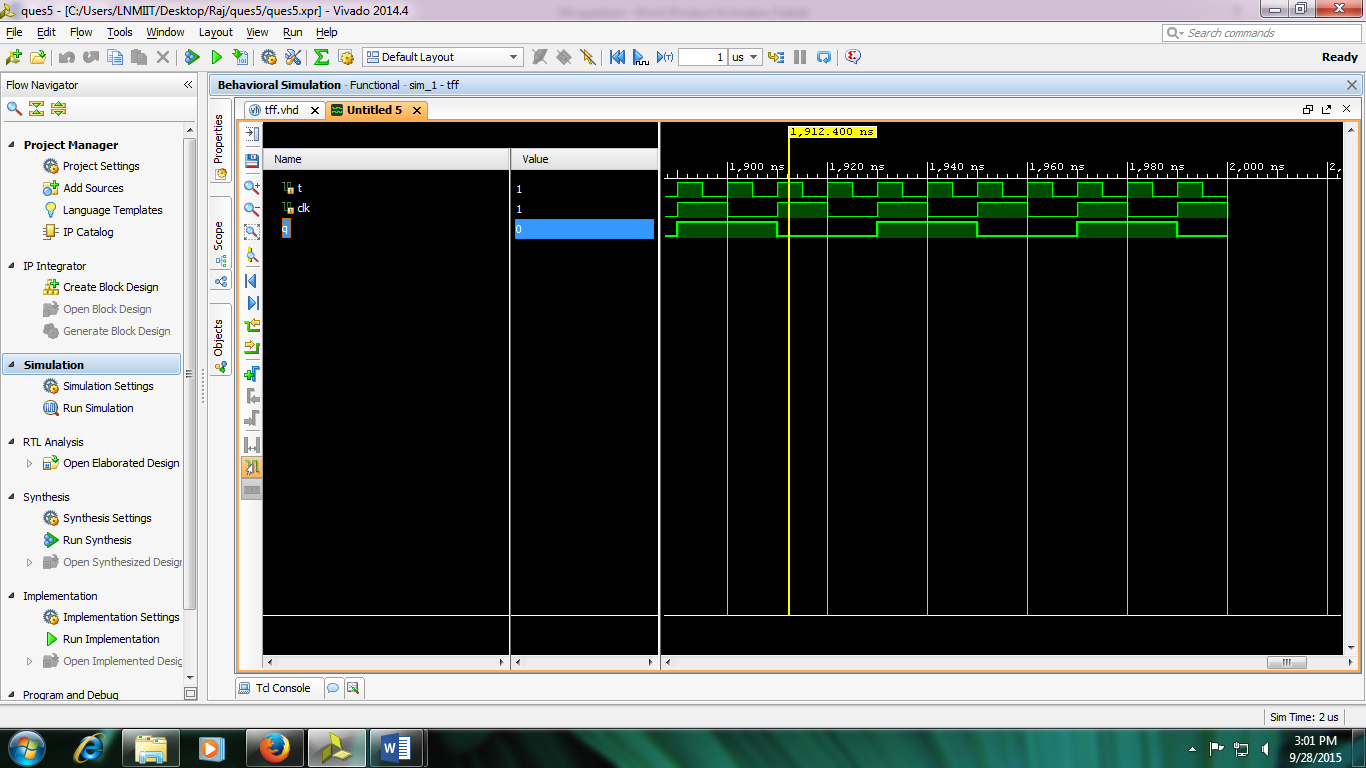 ques5 - [C:/Users/LNMIIT/Desktop/Raj/ques5/ques5.xpr] - Vivado 2014.4
File Edit Flow Tools Window Layout View Run Help
Search commands
Default Layout
1 us
Ready
Flow Navigator
Project Manager
Project Settings
Add Sources
Language Templates
IP Catalog
IP Integrator
Create Block Design
Open Block Design
Generate Block Design
Simulation
Simulation Settings
Run Simulation
RTL Analysis
Open Elaborated Design
Synthesis
Synthesis Settings
Run Synthesis
Open Synthesized Design
Implementation
Implementation Settings
Run Implementation
Open Implemented Desig
Program and Debug
Behavioral Simulation - Functional - sim_1 - tff
Properties
Scope
Objects
tff.vhd
Untitled 5
Name Value
t 1
clk 1
q 0
1,912.400 ns
1,900 ns 1,920 ns 1,940 ns 1,960 ns 1,980 ns 2,000 ns 2,
Tcl Console
Sim Time: 2 us
3:01 PM
9/28/2015